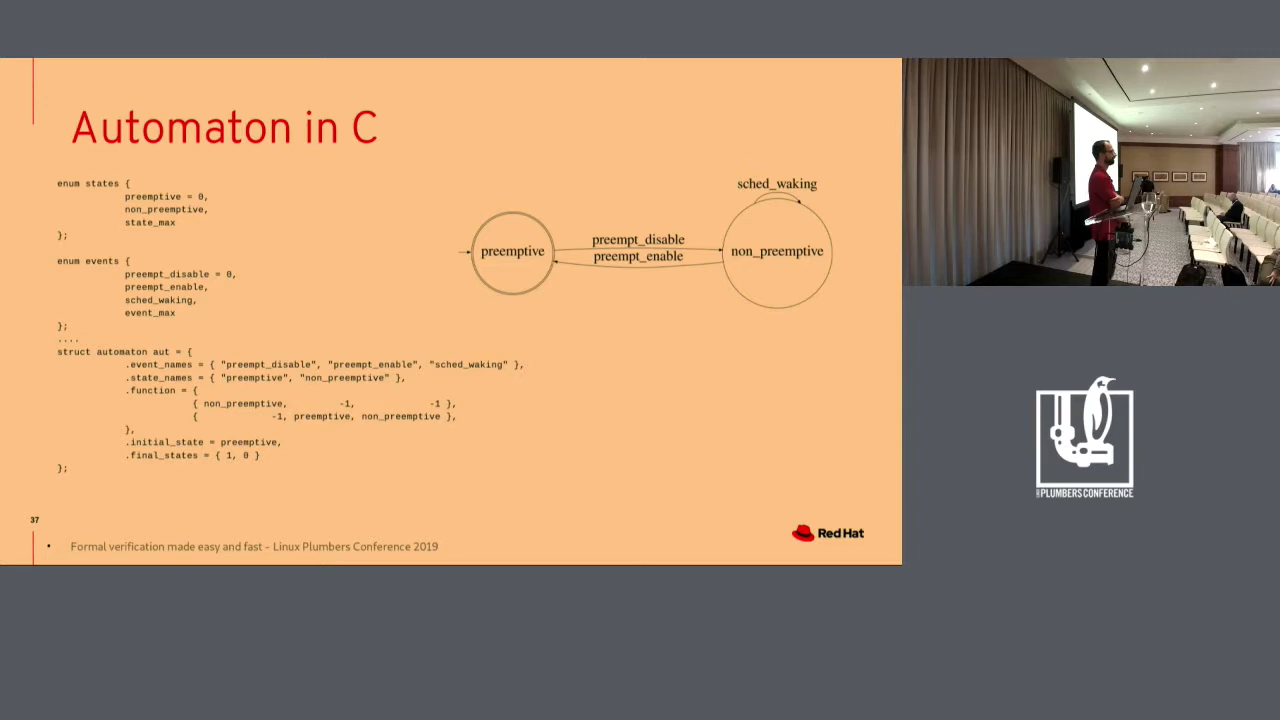 Automaton in C
enum states {
preemptive = 0,
non_preemptive,
state_max
};
enum events {
preempt_disable = 0,
preempt_enable,
sched_waking,
event_max
};
....
struct automaton aut = {
.event_names = { "preempt_disable", "preempt_enable", "sched_waking" },
.state_names = { "preemptive", "non_preemptive" },
.function = {
{ non_preemptive, -1, -1 },
{ -1, preemptive, non_preemptive },
},
.initial_state = preemptive,
.final_states = { 1, 0 }
};
sched_waking
preemptive
preempt_disable
preempt_enable
non_preemptive
37
• Formal verification made easy and fast - Linux Plumbers Conference 2019
Red Hat
PLUMBERS CONFERENCE